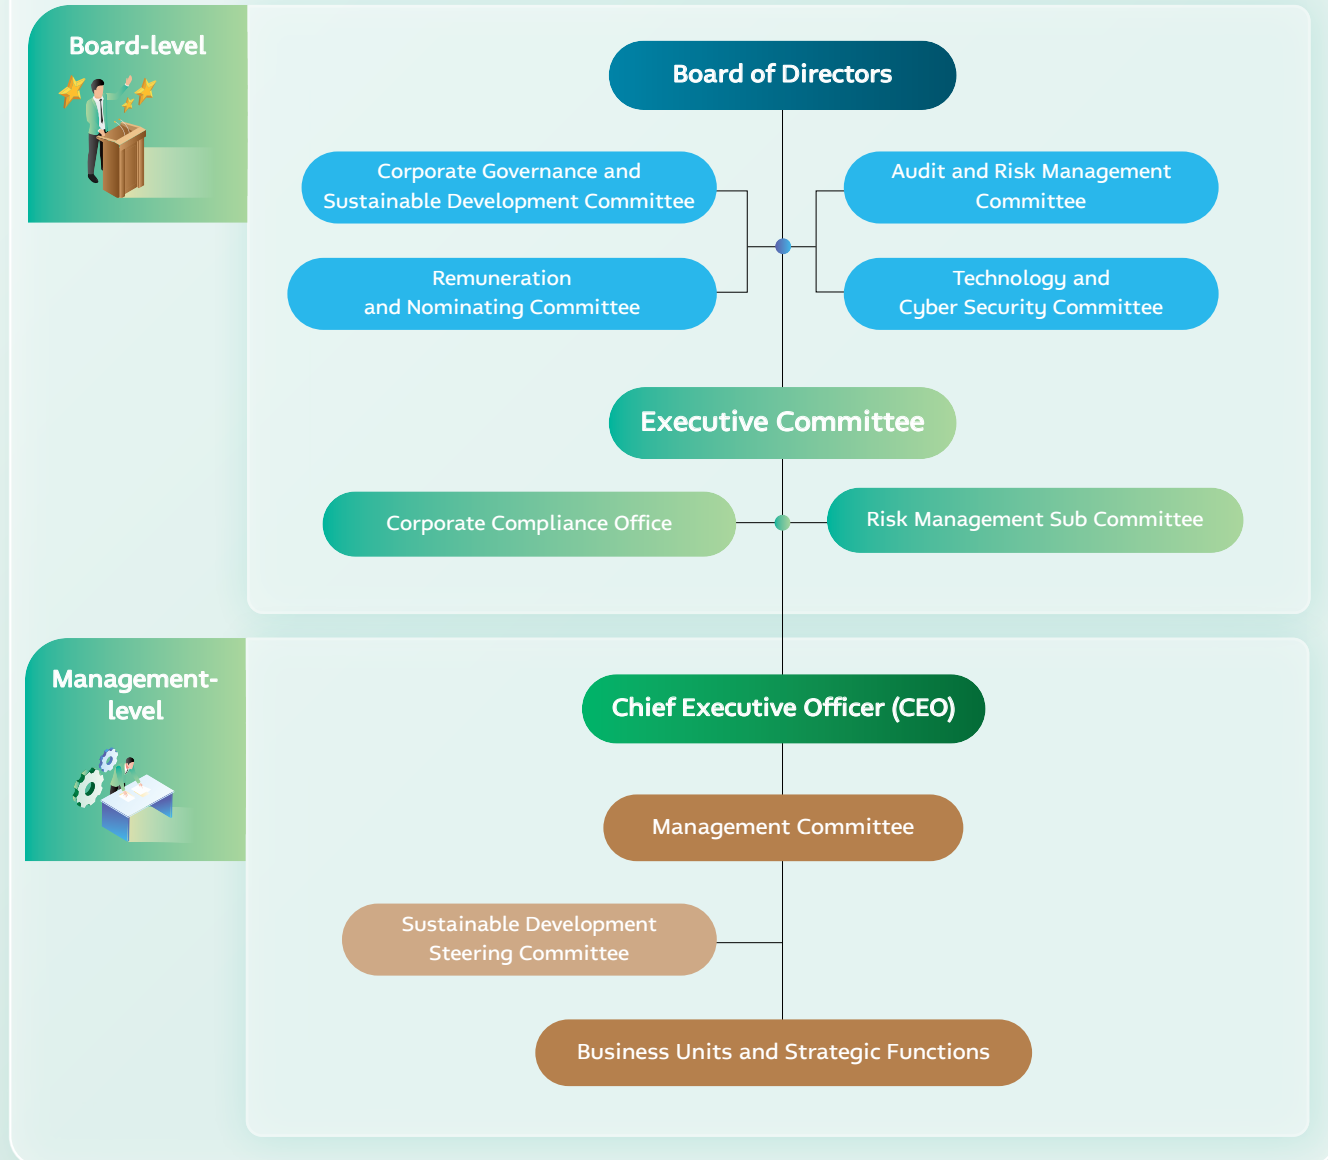 Board-level
Board of Directors
Corporate Governance and
Sustainable Development Committee
Audit and Risk Management
Committee
Remuneration
and Nominating Committee
Technology and
Cyber Security Committee
Executive Committee
Corporate Compliance Office
Risk Management Sub Committee
Management-
level
Chief Executive Officer (CEO)
Management Committee
Sustainable Development
Steering Committee
Business Units and Strategic Functions